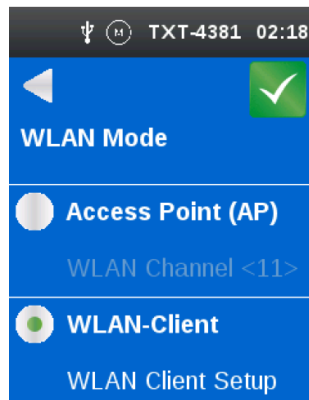 M TXT-4381 02:18
WLAN Mode
Access Point (AP)
WLAN Channel <11>
WLAN-Client
WLAN Client Setup